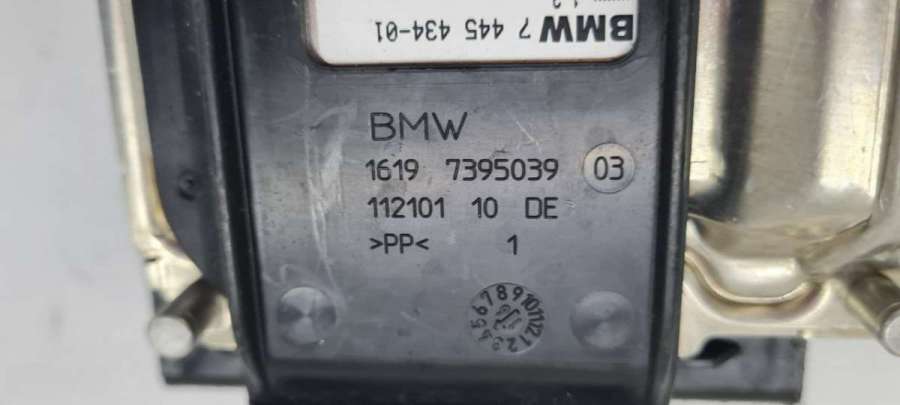 BMW 7 445 434-01
BMW
1619 7395039 03
112101 10 DE
>PP< 1